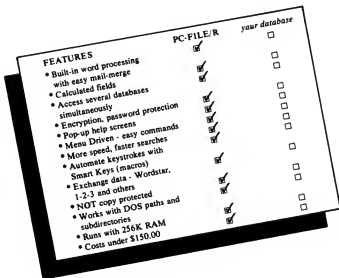 FEATURES PC-FILE/R your database
• Built-in word processing
with easy mail-merge
• Calculated fields
• Access several databases
simultaneously
• Encryption, password protection
• Pop-up help screens
• Menu Driven - easy commands
• More speed, faster searches
• Automate keystrokes with
Smart Keys (macros)
• Exchange data - Wordstar,
1-2-3 and others
• NOT copy protected
• Works with DOS paths and
subdirectories
• Runs with 256K RAM
• Costs under $150.00